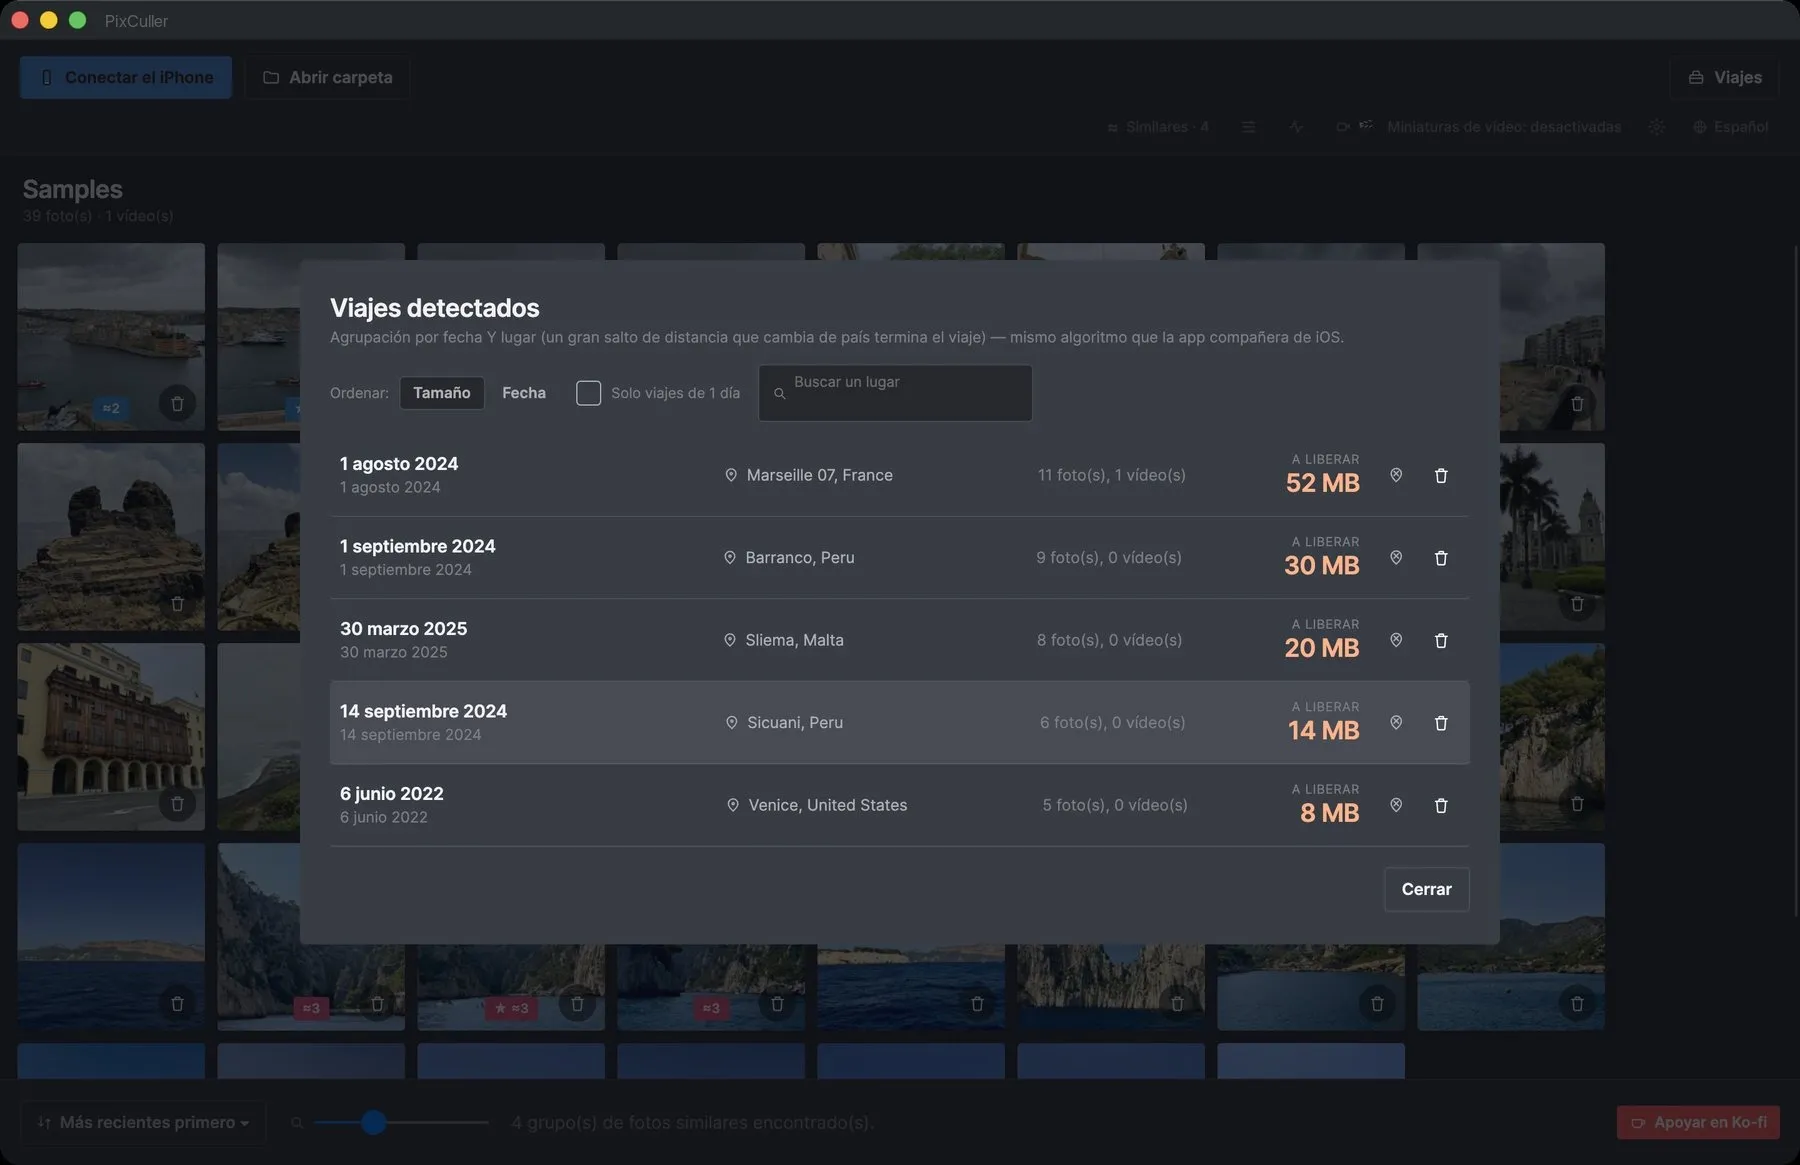 PixCuller
Conectar el iPhone
Abrir carpeta
Viajes
Similares · 4
Miniaturas de vídeo: desactivadas
Español
Samples
39 foto(s) · 1 vídeo(s)
Viajes detectados
Agrupación por fecha Y lugar (un gran salto de distancia que cambia de país termina el viaje) — mismo algoritmo que la app compañera de iOS.
Ordenar:
Tamaño
Fecha
Solo viajes de 1 día
Buscar un lugar
≈2
1 agosto 2024
1 agosto 2024
Marseille 07, France
11 foto(s), 1 vídeo(s)
A LIBERAR
52 MB
1 septiembre 2024
1 septiembre 2024
Barranco, Peru
9 foto(s), 0 vídeo(s)
A LIBERAR
30 MB
30 marzo 2025
30 marzo 2025
Sliema, Malta
8 foto(s), 0 vídeo(s)
A LIBERAR
20 MB
14 septiembre 2024
14 septiembre 2024
Sicuani, Peru
6 foto(s), 0 vídeo(s)
A LIBERAR
14 MB
6 junio 2022
6 junio 2022
Venice, United States
5 foto(s), 0 vídeo(s)
A LIBERAR
8 MB
Cerrar
≈3
★ ≈3
≈3
Más recientes primero
4 grupo(s) de fotos similares encontrado(s).
Apoyar en Ko-fi